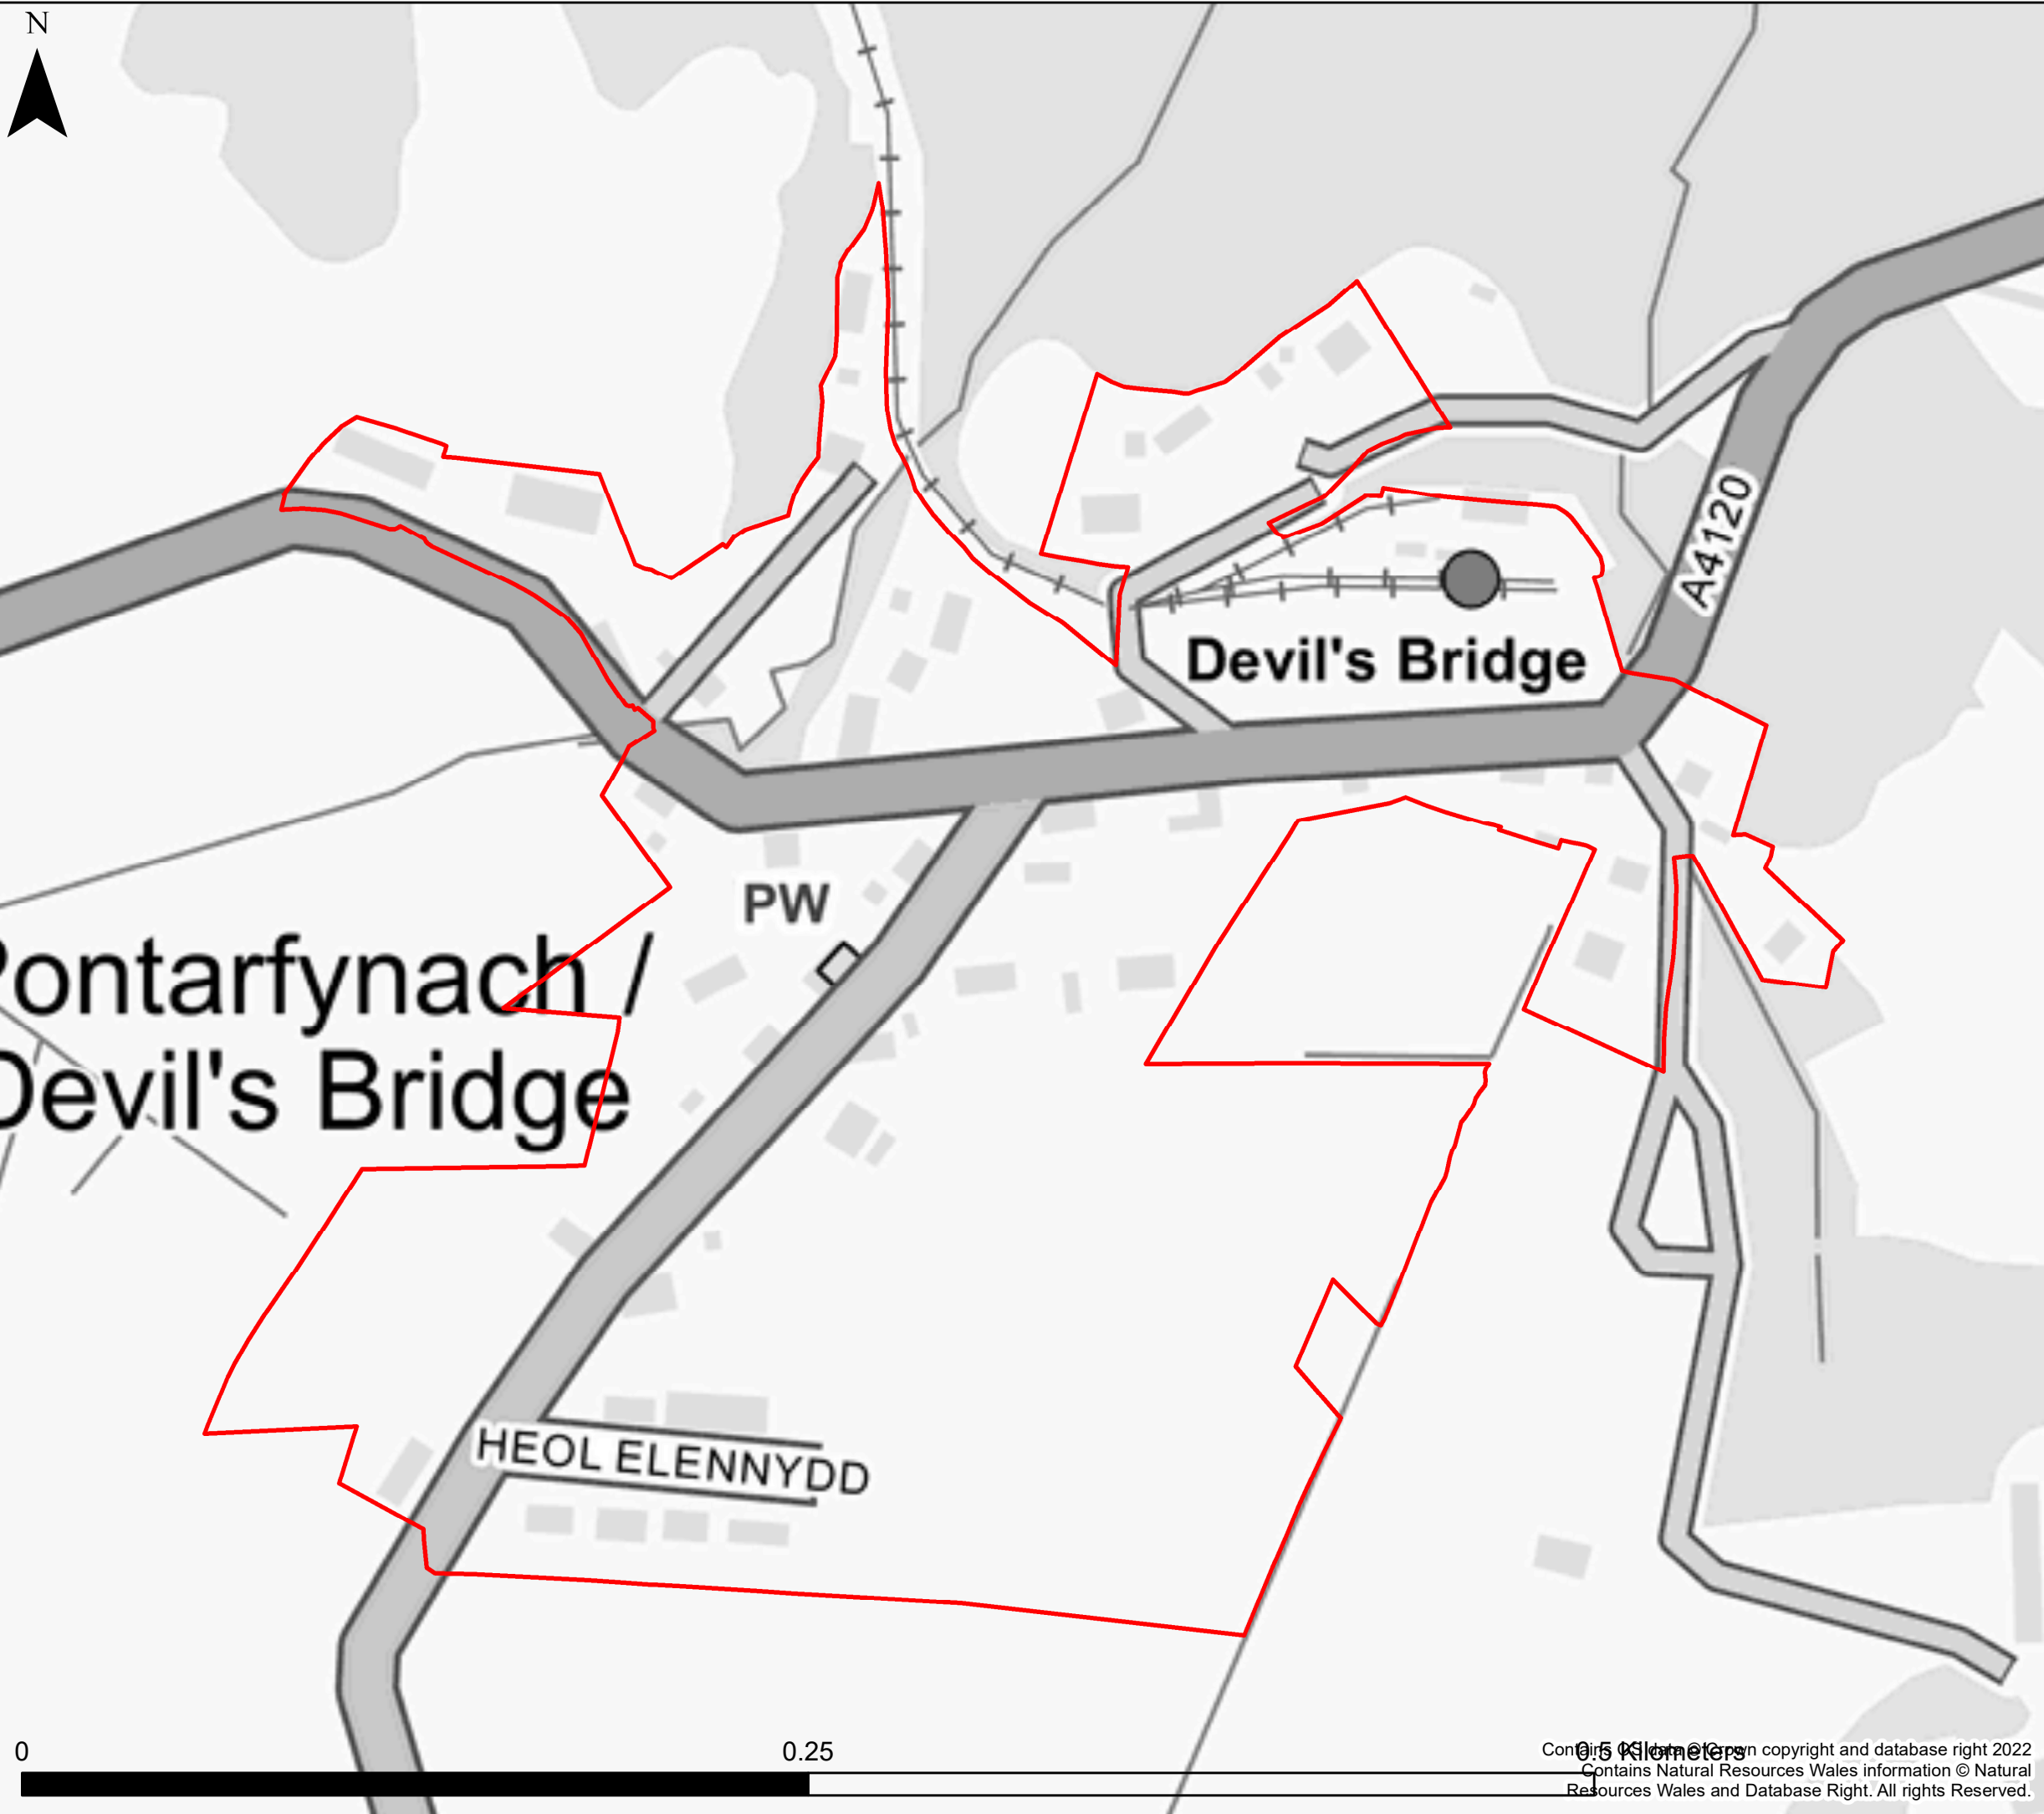 N
A4120
Devil's Bridge
PW
Pontarfynach /
Devil's Bridge
HEOL ELENNYDD
0
0.25
0.5 Kilometers
Contains OS data © Crown copyright and database right 2022
Contains Natural Resources Wales information © Natural
Resources Wales and Database Right. All rights Reserved.